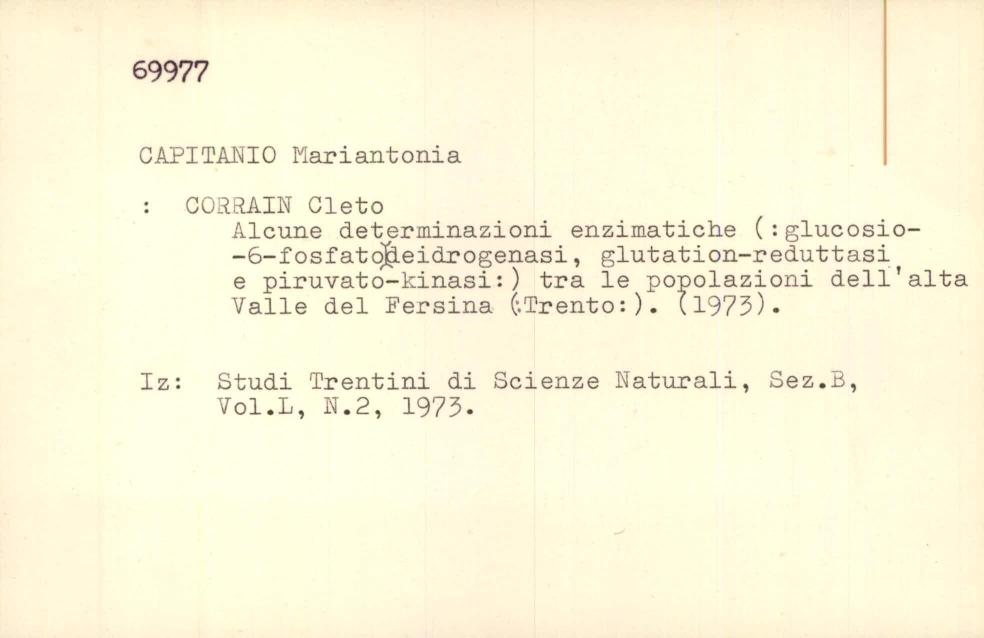 69977
CAPITANIO Mariantonia
: CORRAIN Cleto
Alcune determinazioni enzimatiche (:glucosio-
-6-fosfatodeidrogenasi, glutation-reduttasi
e piruvato-kinasi:) tra le popolazioni dell'alta
Valle del Fersina (:Trento:). (1973).
Iz: Studi Trentini di Scienze Naturali, Sez.B,
Vol.L, N.2, 1973.